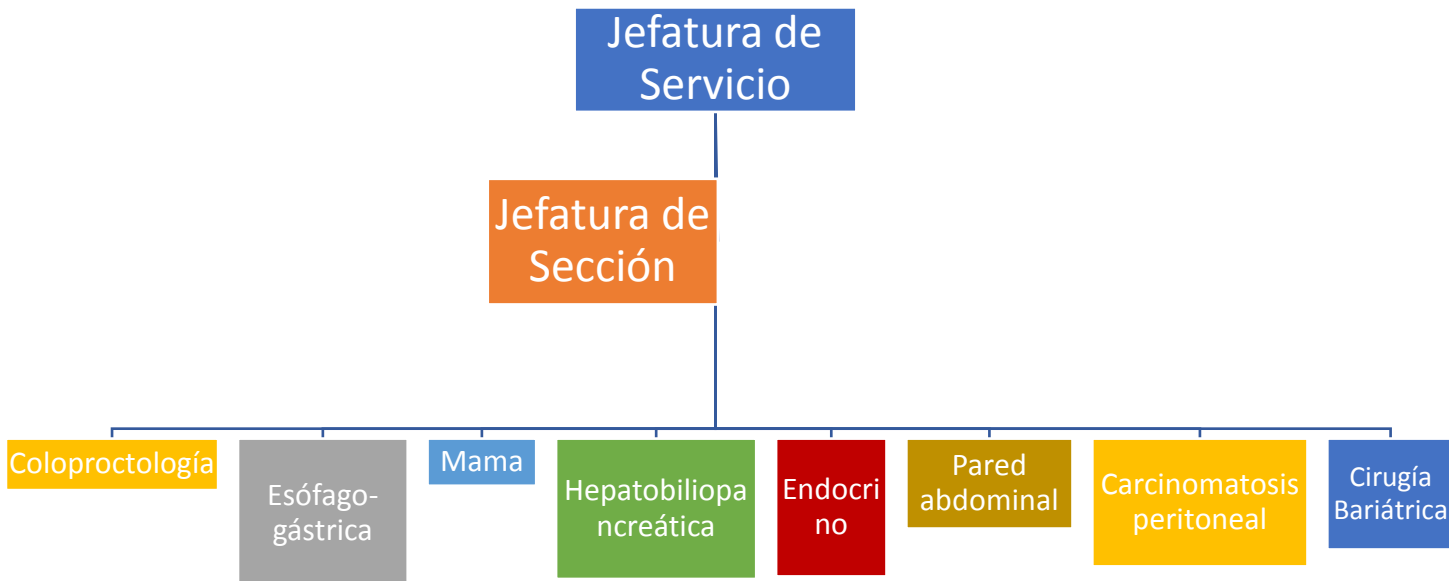 Jefatura de
Servicio
Jefatura de
Sección
Coloproctología
Esófago-
gástrica
Mama
Hepatobiliopa
ncreática
Endocri
no
Pared
abdominal
Carcinomatosis
peritoneal
Cirugía
Bariátrica